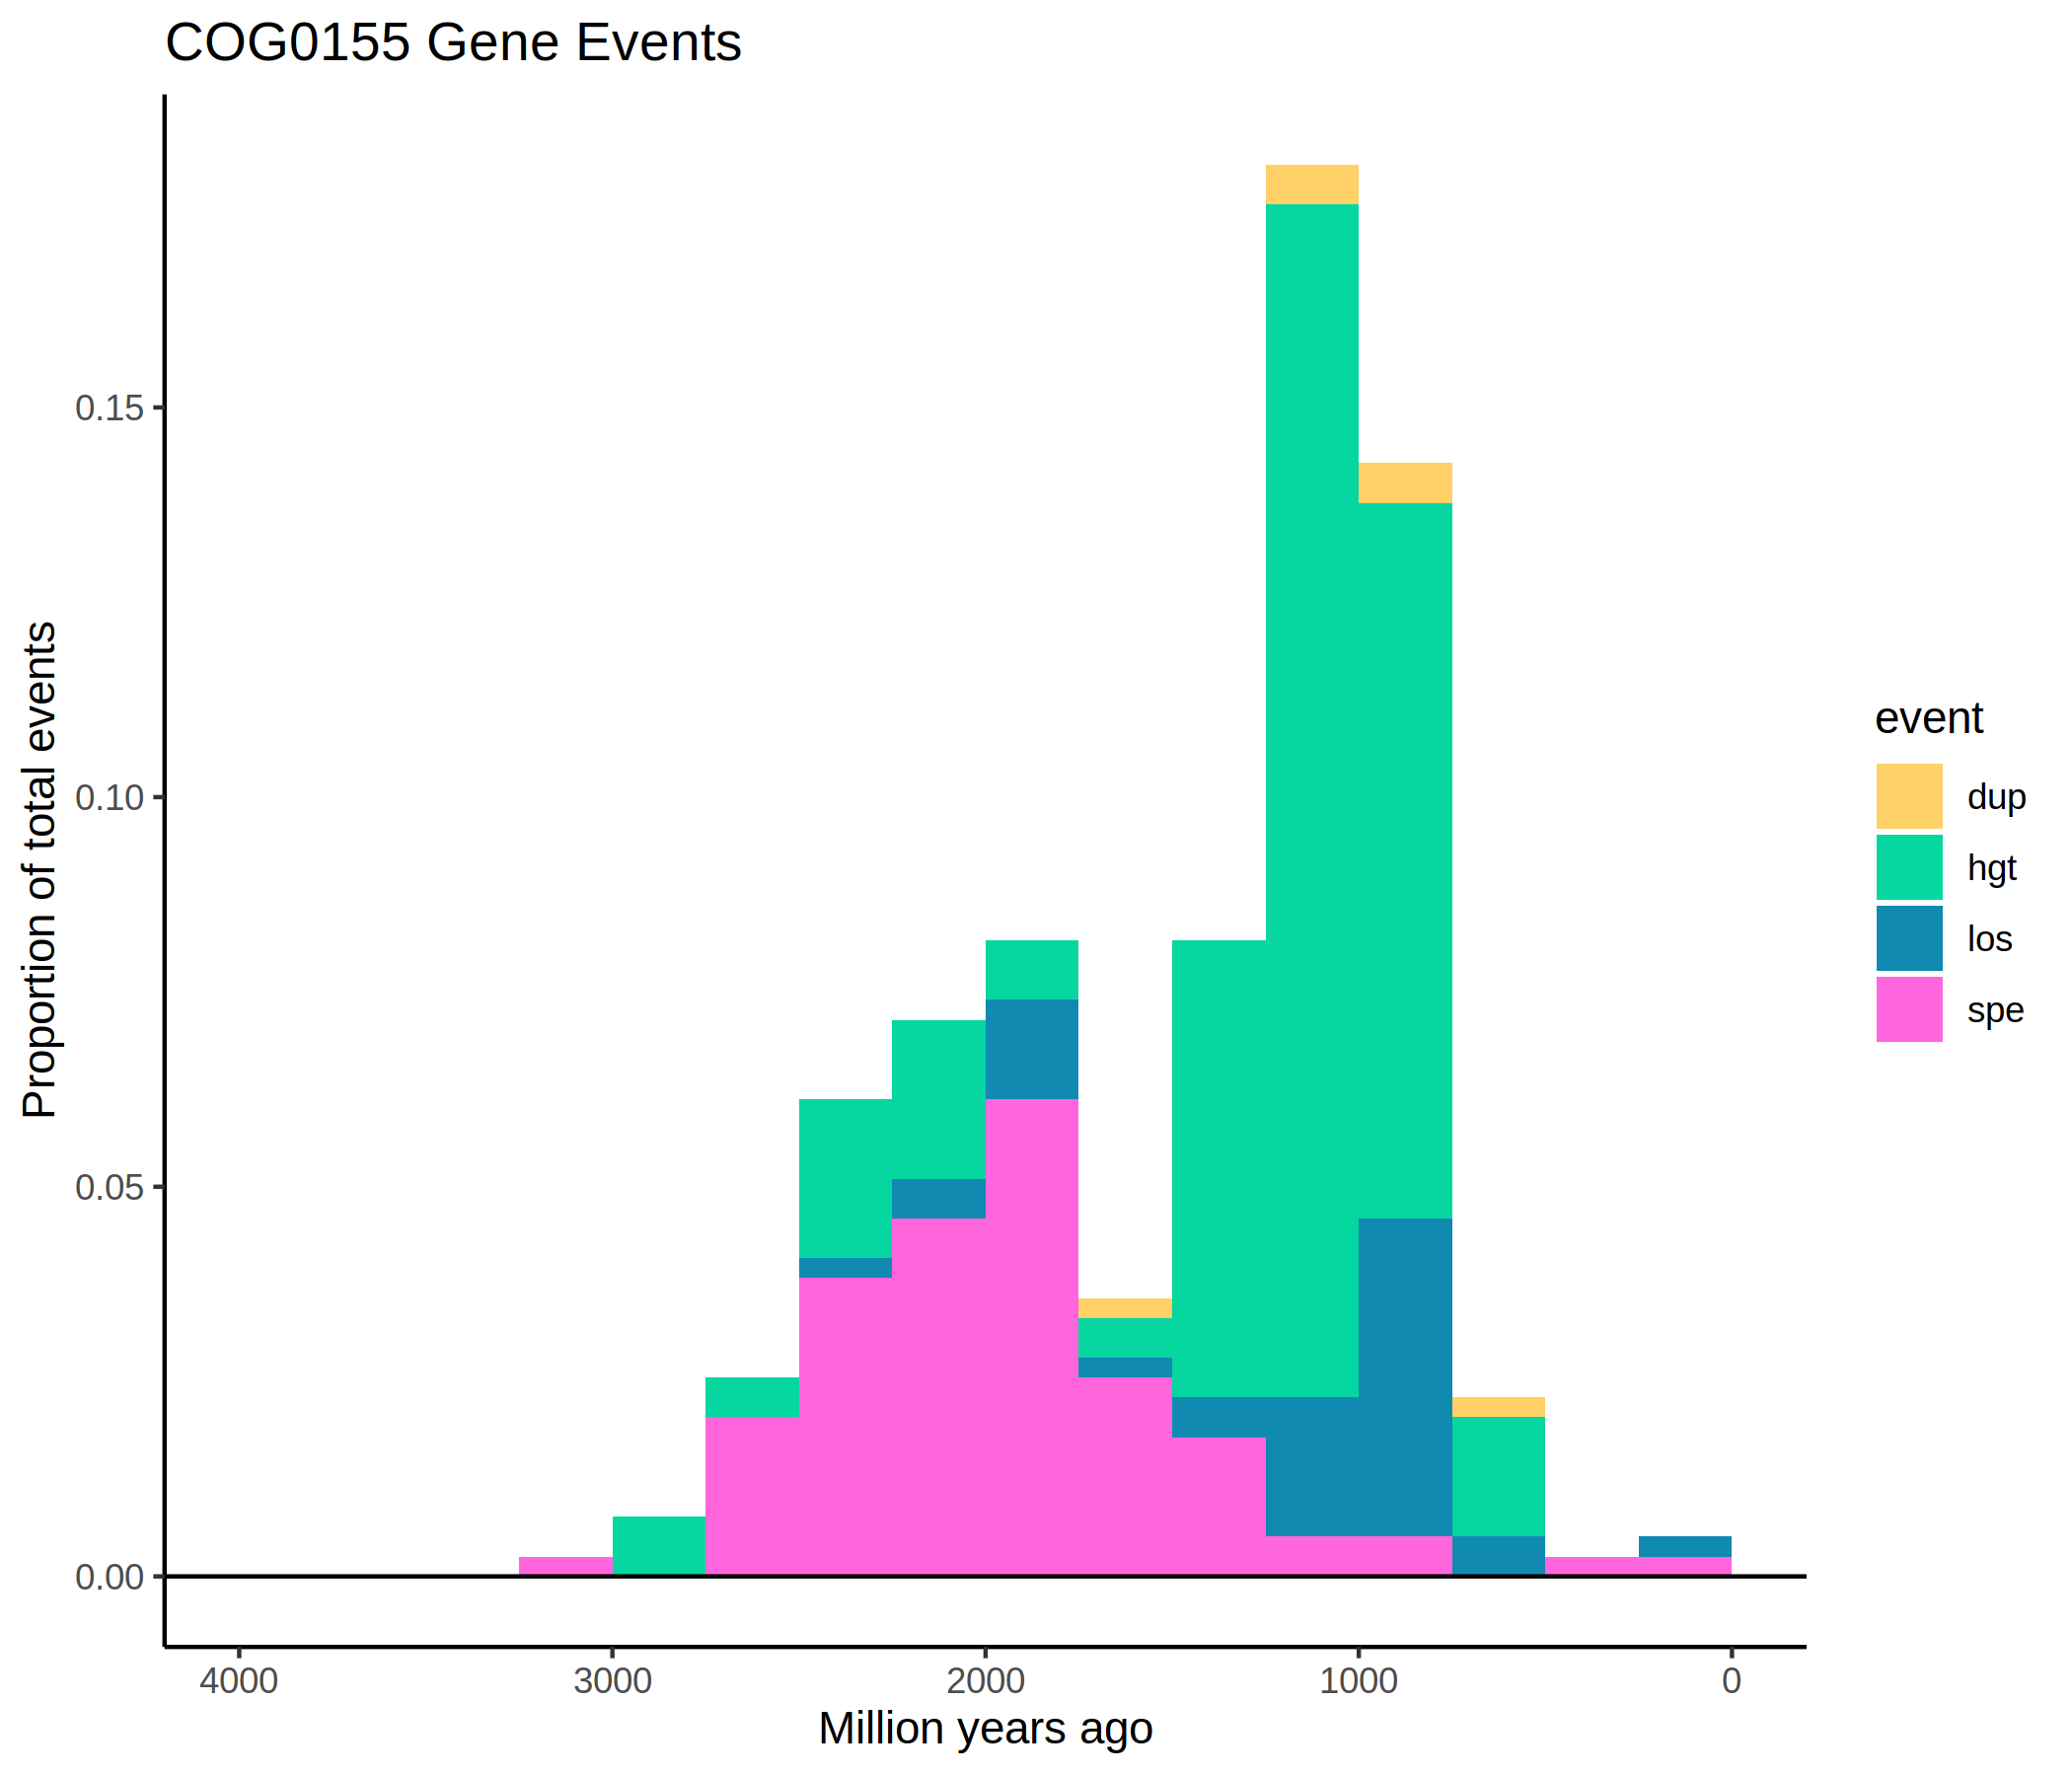 COG0155 Gene Events
Proportion of total events
0.15
0.10
0.05
0.00
4000 3000 2000 1000 0
Million years ago
event
dup
hgt
los
spe